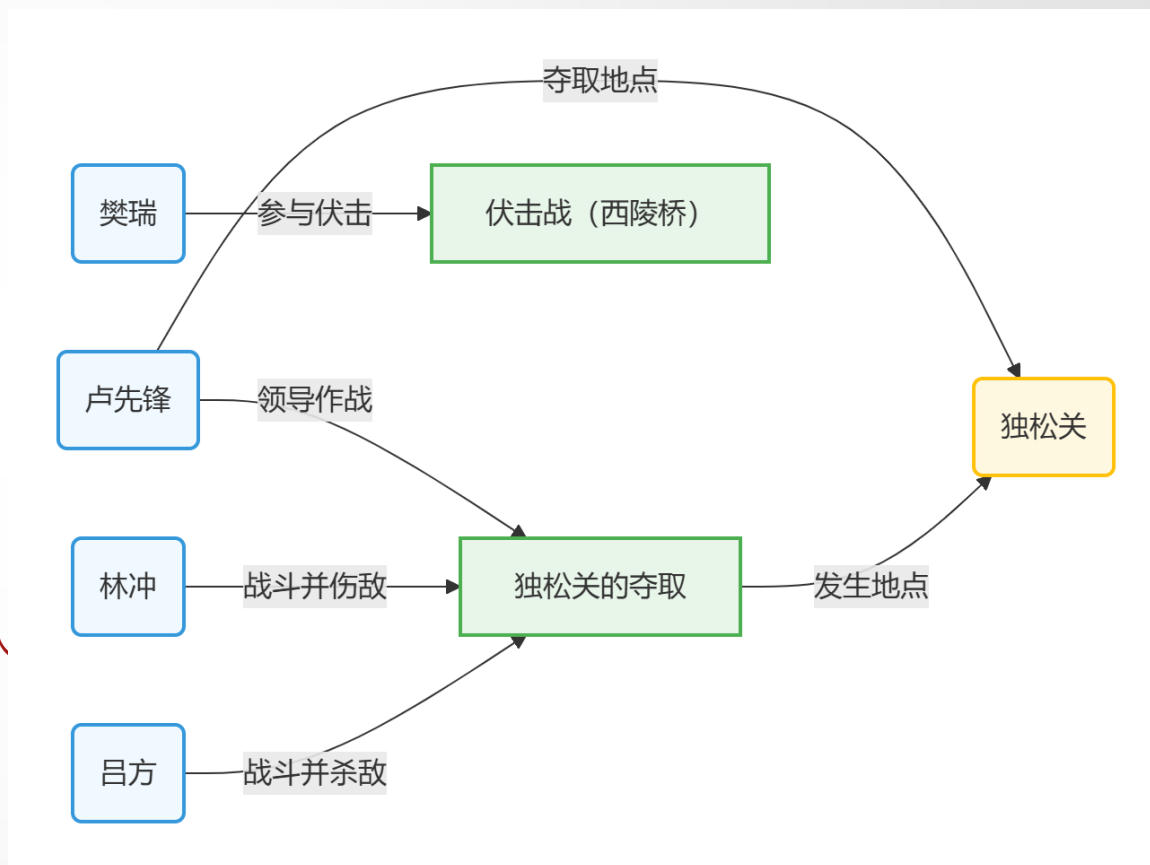 夺取地点
樊瑞
参与伏击
伏击战（西陵桥）
卢先锋
领导作战
独松关
林冲
战斗并伤敌
独松关的夺取
发生地点
吕方
战斗并杀敌